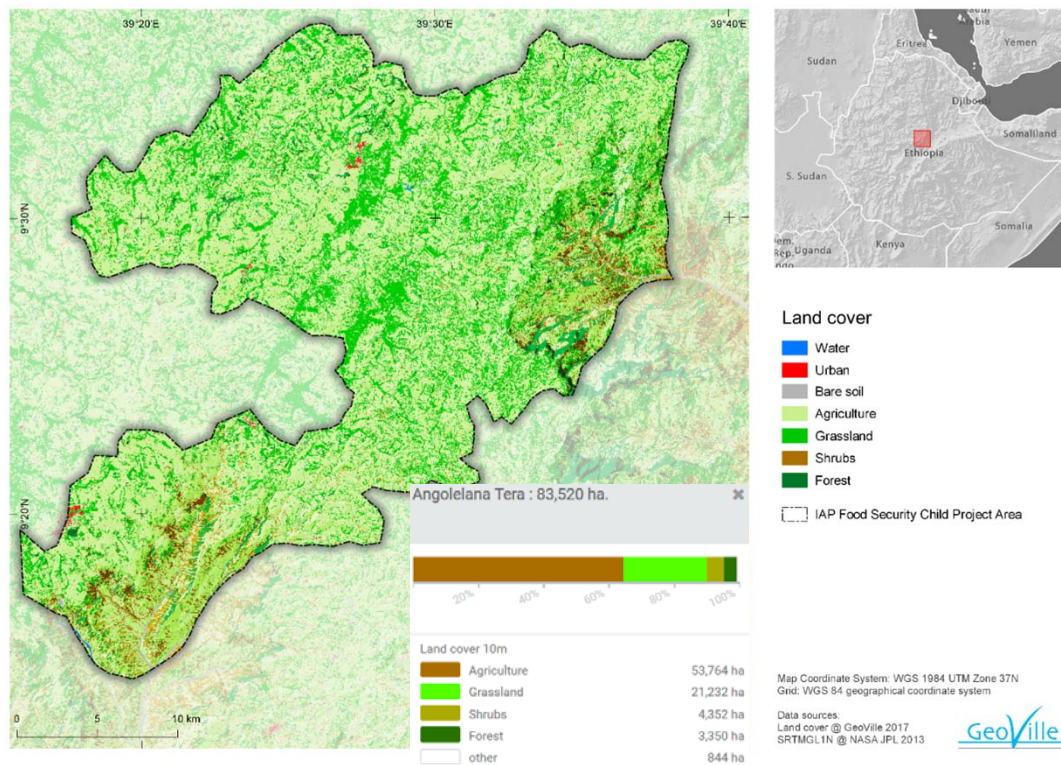 39°20'E
39°30'E
39°40'E
9°30'N
9°20'N
0 5 10 km
Angolelana Tera : 83,520 ha.
20% 40% 60% 80% 100%
Land cover 10m
Agriculture 53,764 ha
Grassland 21,232 ha
Shrubs 4,352 ha
Forest 3,350 ha
other 844 ha
Arabia
Eritrea
Yemen
Sudan
Djibouti
Somaliland
Ethiopia
S. Sudan
Somalia
Dem.
Rep.
Uganda
Kenya
Land cover
Water
Urban
Bare soil
Agriculture
Grassland
Shrubs
Forest
IAP Food Security Child Project Area
Map Coordinate System: WGS 1984 UTM Zone 37N
Grid: WGS 84 geographical coordinate system
Data sources:
Land cover @ GeoVille 2017
SRTMGL1N @ NASA JPL 2013
GeoVille